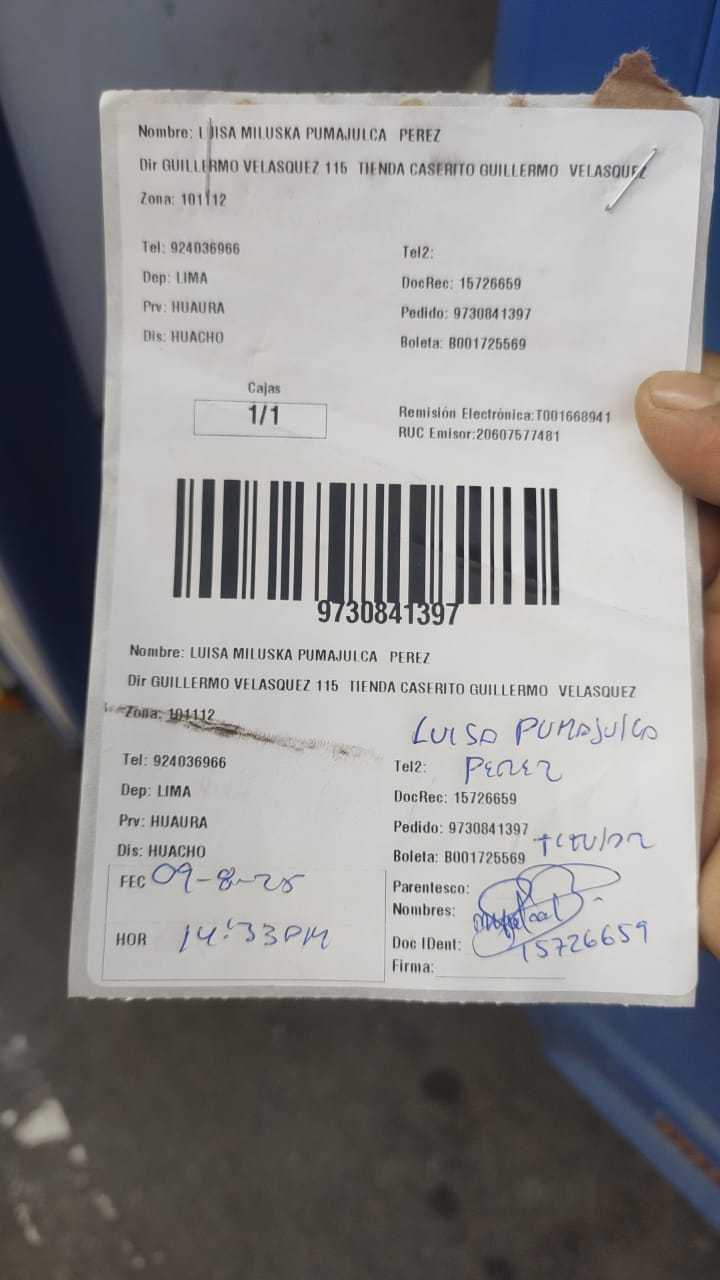 Nombre: LUISA MILUSKA PUMAJULCA PEREZ
Dir GUILLERMO VELASQUEZ 115 TIENDA CASERITO GUILLERMO VELASQUEZ
Zona: 101112
Tel: 924036966
Tel2:
Dep: LIMA
DocRec: 15726659
Prv: HUAURA
Pedido: 9730841397
Dis: HUACHO
Boleta: B001725569
Cajas
1/1
Remisión Electrónica:T001668941
RUC Emisor:20607577481
9730841397
Nombre: LUISA MILUSKA PUMAJULCA PEREZ
Dir GUILLERMO VELASQUEZ 115 TIENDA CASERITO GUILLERMO VELASQUEZ
Zona: 101112
LUISA PUMAJULCA
PEREZ
Tel: 924036966
Tel2:
Dep: LIMA
DocRec: 15726659
Prv: HUAURA
Pedido: 9730841397
Dis: HUACHO
Boleta: B001725569
FEC 09-8-25
Parentesco:
Nombres:
HOR 14:33PM
Doc IDent: 15726659
Firma: